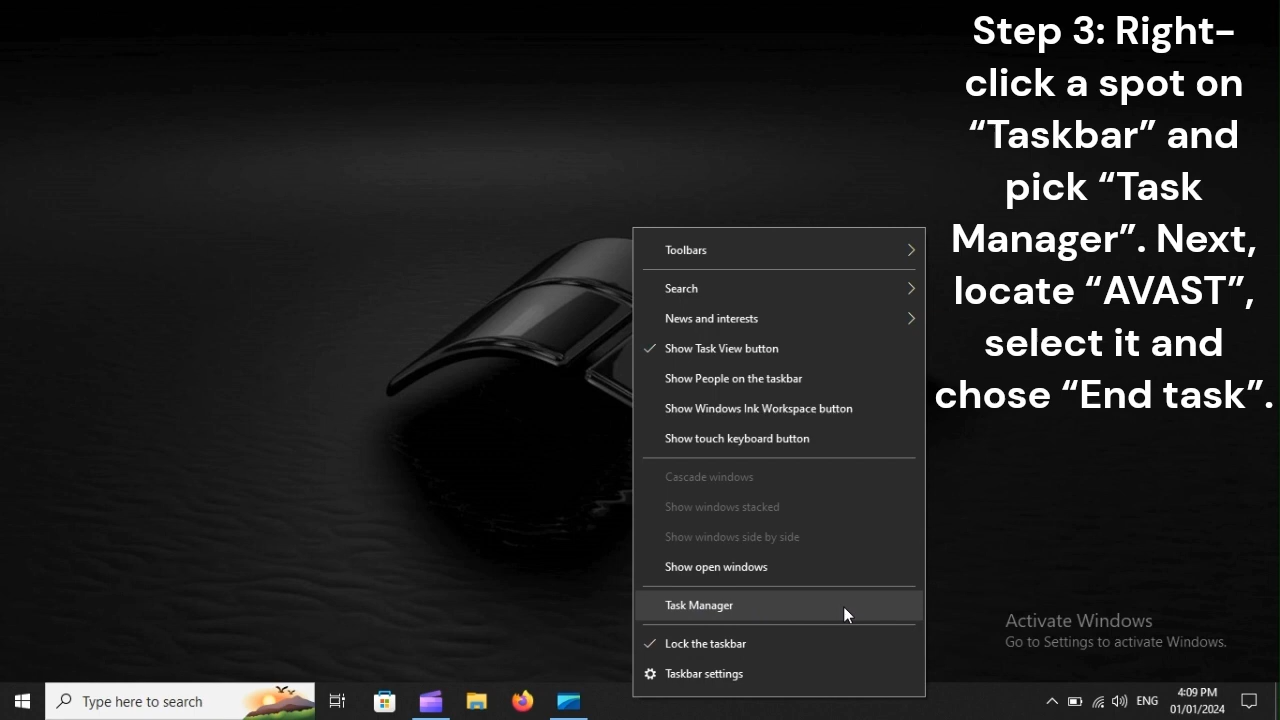 Step 3: Right-
click a spot on
“Taskbar” and
pick “Task
Manager”. Next,
locate “AVAST”,
select it and
chose “End task”.
Toolbars
Search
News and interests
Show Task View button
Show People on the taskbar
Show Windows Ink Workspace button
Show touch keyboard button
Cascade windows
Show windows stacked
Show windows side by side
Show open windows
Task Manager
Lock the taskbar
Taskbar settings
Activate Windows
Go to Settings to activate Windows.
Type here to search
ENG
4:09 PM
01/01/2024